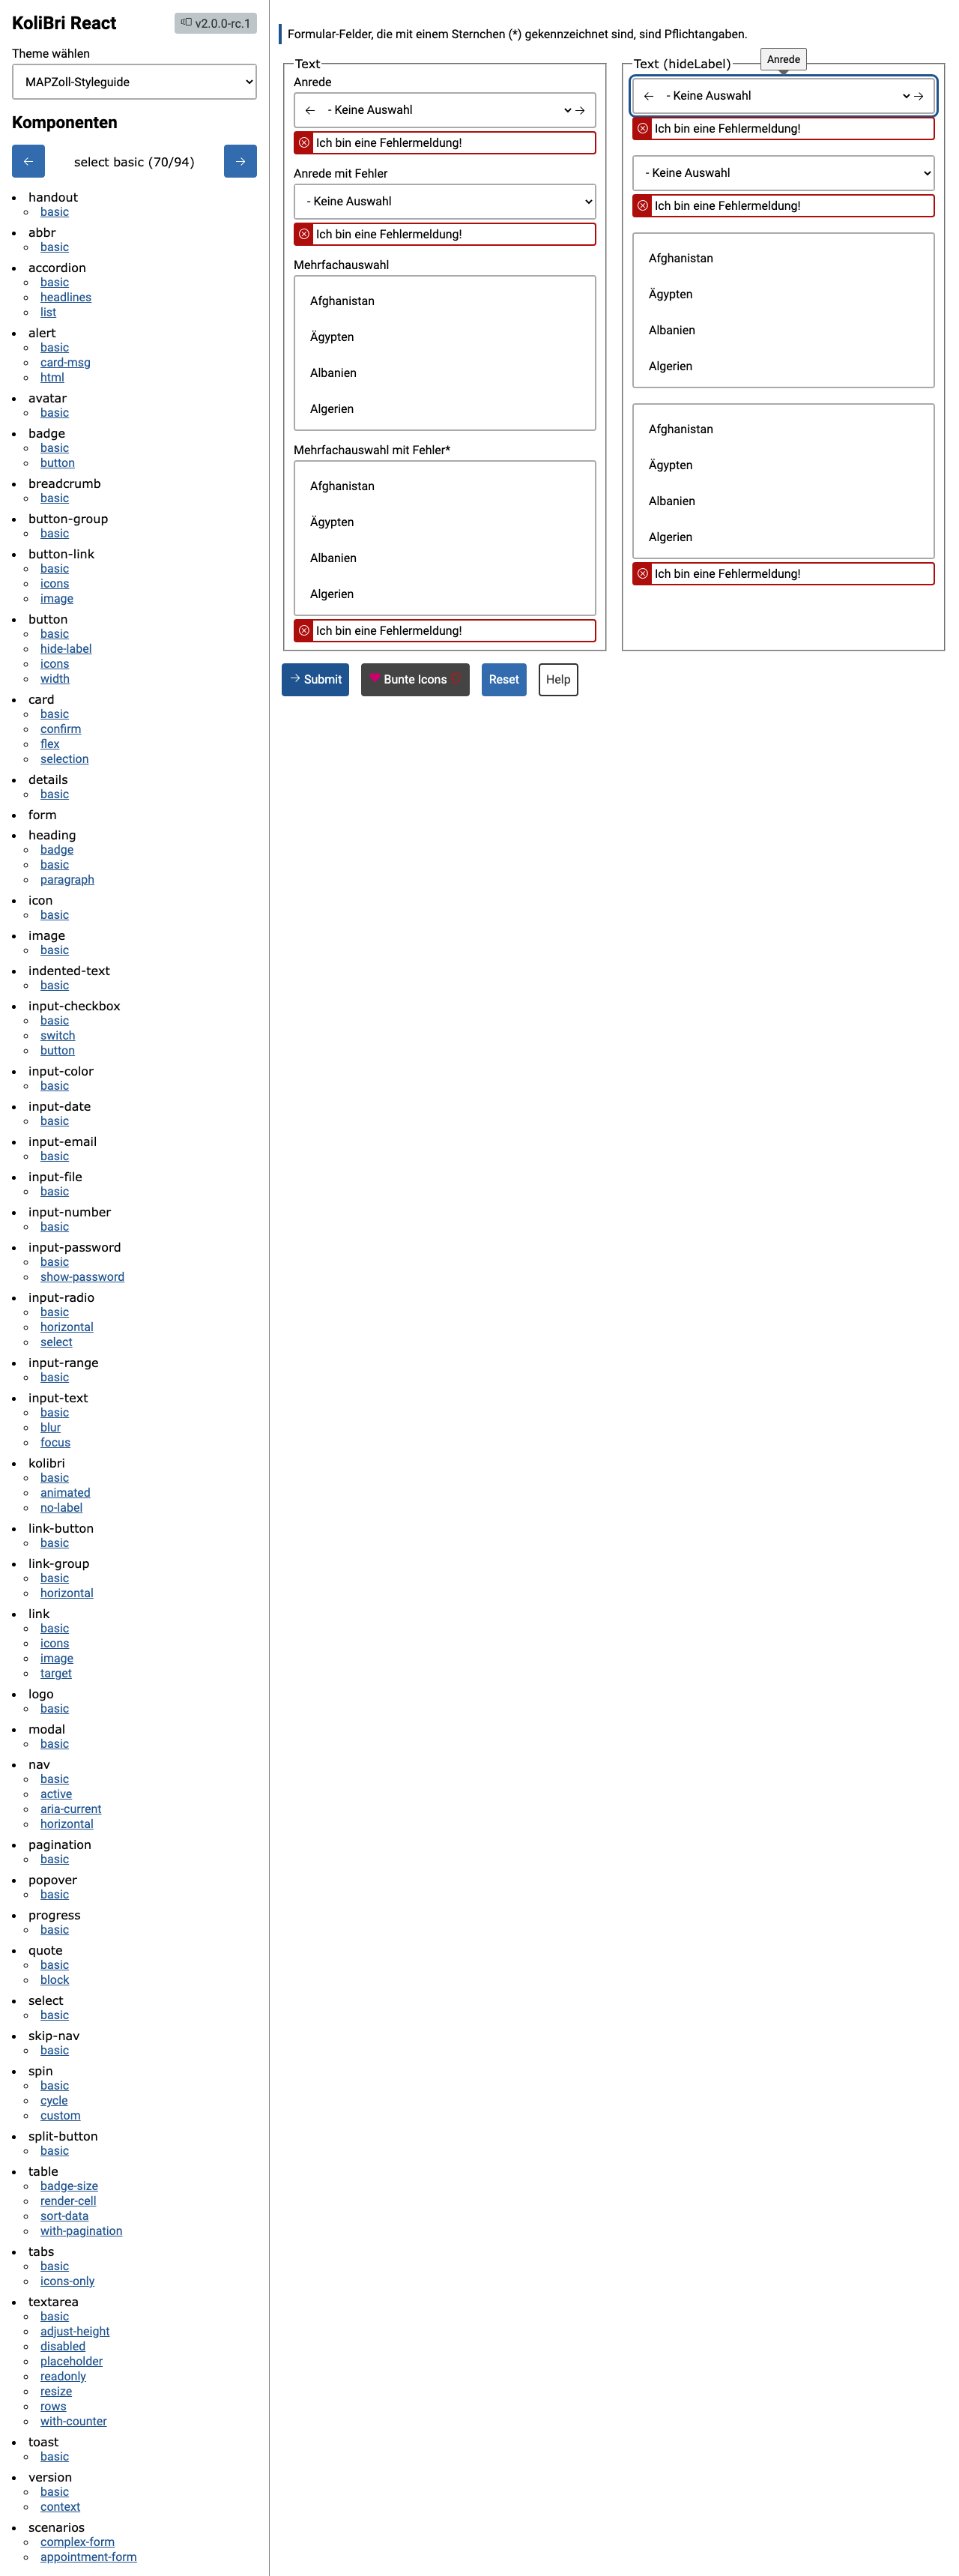 KoliBri React
v2.0.0-rc.1
Theme wählen
MAPZoll-Styleguide
Komponenten
select basic (70/94)
handout
basic
abbr
basic
accordion
basic
headlines
list
alert
basic
card-msg
html
avatar
basic
badge
basic
button
breadcrumb
basic
button-group
basic
button-link
basic
icons
image
button
basic
hide-label
icons
width
card
basic
confirm
flex
selection
details
basic
form
heading
badge
basic
paragraph
icon
basic
image
basic
indented-text
basic
input-checkbox
basic
switch
button
input-color
basic
input-date
basic
input-email
basic
input-file
basic
input-number
basic
input-password
basic
show-password
input-radio
basic
horizontal
select
input-range
basic
input-text
basic
blur
focus
kolibri
basic
animated
no-label
link-button
basic
link-group
basic
horizontal
link
basic
icons
image
target
logo
basic
modal
basic
nav
basic
active
aria-current
horizontal
pagination
basic
popover
basic
progress
basic
quote
basic
block
select
basic
skip-nav
basic
spin
basic
cycle
custom
split-button
basic
table
badge-size
render-cell
sort-data
with-pagination
tabs
basic
icons-only
textarea
basic
adjust-height
disabled
placeholder
readonly
resize
rows
with-counter
toast
basic
version
basic
context
scenarios
complex-form
appointment-form
Formular-Felder, die mit einem Sternchen (*) gekennzeichnet sind, sind Pflichtangaben.
Text
Anrede
- Keine Auswahl
Ich bin eine Fehlermeldung!
Anrede mit Fehler
- Keine Auswahl
Ich bin eine Fehlermeldung!
Mehrfachauswahl
Afghanistan
Ägypten
Albanien
Algerien
Mehrfachauswahl mit Fehler*
Afghanistan
Ägypten
Albanien
Algerien
Ich bin eine Fehlermeldung!
Text (hideLabel)
Anrede
- Keine Auswahl
Ich bin eine Fehlermeldung!
- Keine Auswahl
Ich bin eine Fehlermeldung!
Afghanistan
Ägypten
Albanien
Algerien
Afghanistan
Ägypten
Albanien
Algerien
Ich bin eine Fehlermeldung!
Submit
Bunte Icons
Reset
Help